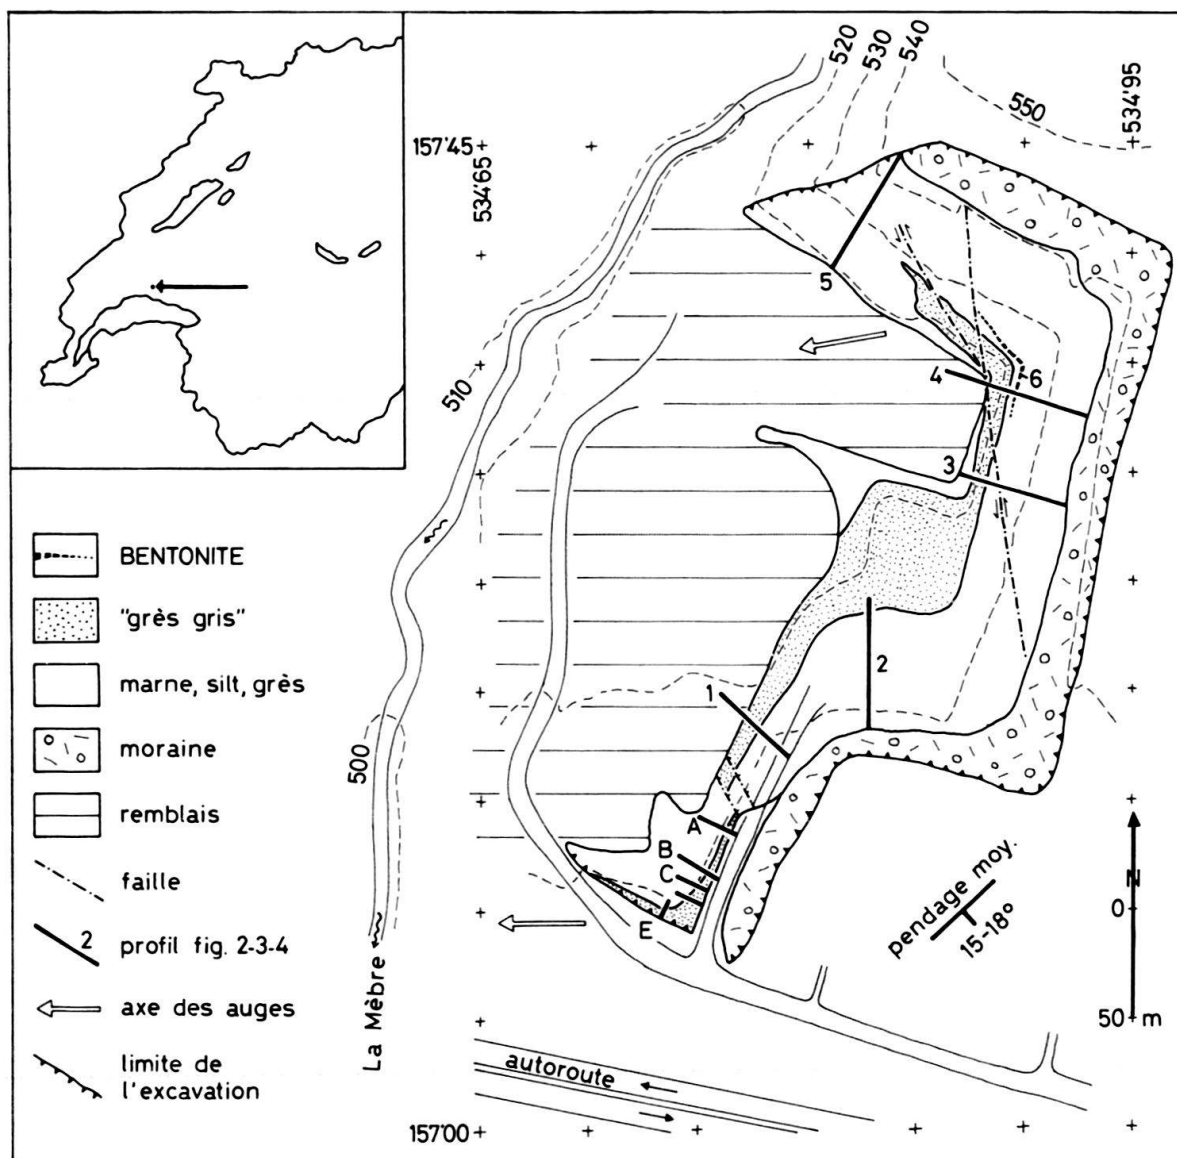 520
530
540
550
534'95
157'45
534'65
510
500
5
4
6
3
2
1
A
B
C
E
BENTONITE
"grès gris"
marne, silt, grès
moraine
remblais
faille
2 profil fig. 2-3-4
axe des auges
limite de
l'excavation
La Mèbre
autoroute
157'00
pendage moy.
15-18°
N
0
50 m